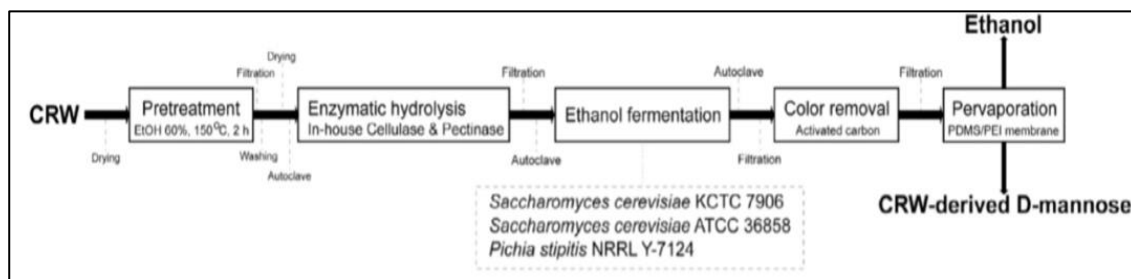 Ethanol
Drying
Filtration
Filtration
Autoclave
Filtration
CRW
Pretreatment
EtOH 60%, 150⁰C, 2 h
Enzymatic hydrolysis
In-house Cellulase & Pectinase
Ethanol fermentation
Color removal
Activated carbon
Pervaporation
PDMS/PEI membrane
Drying
Washing
Autoclave
Autoclave
Filtration
CRW-derived D-mannose
Saccharomyces cerevisiae KCTC 7906
Saccharomyces cerevisiae ATCC 36858
Pichia stipitis NRRL Y-7124